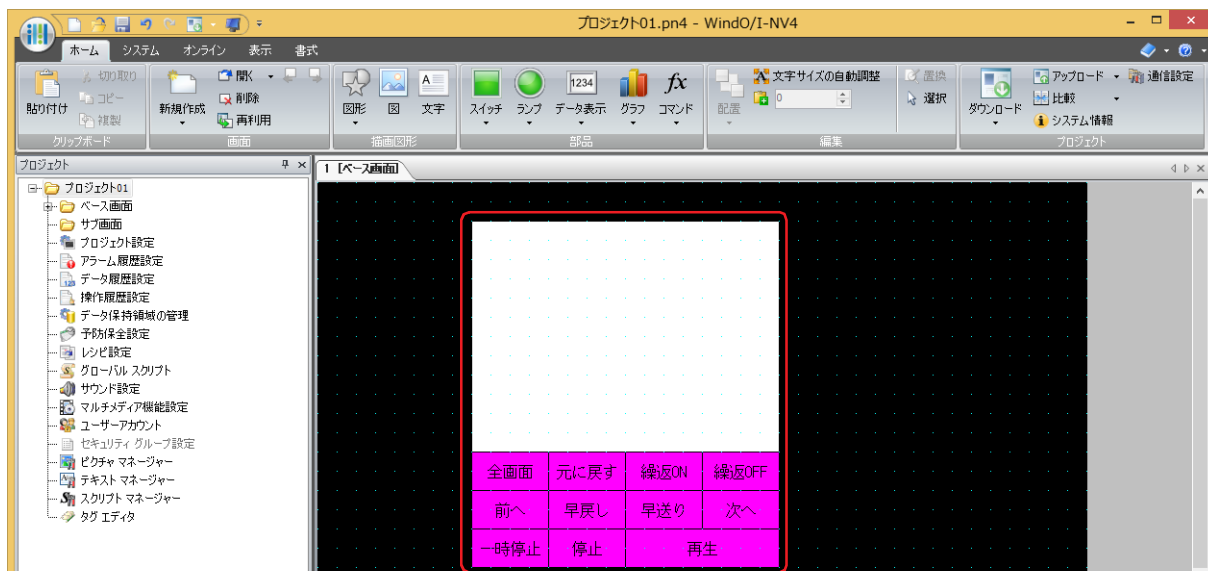 プロジェクト01.pn4 - WindO/I-NV4
ホーム システム オンライン 表示 書式
貼り付け
切り取り
コピー
複製
クリップボード
新規作成
開く
削除
再利用
画面
図形 図 文字
描画図形
スイッチ ランプ データ表示 グラフ コマンド
1234
fx
部品
配置
文字サイズの自動調整
0
置換
選択
編集
ダウンロード
アップロード
比較
システム情報
通信設定
プロジェクト
プロジェクト
1 [ベース画面]
プロジェクト01
ベース画面
サブ画面
プロジェクト設定
アラーム履歴設定
データ履歴設定
操作履歴設定
データ保持領域の管理
予防保全設定
レシピ設定
グローバル スクリプト
サウンド設定
マルチメディア機能設定
ユーザーアカウント
セキュリティ グループ設定
ピクチャ マネージャー
テキスト マネージャー
スクリプト マネージャー
タグ エディタ
全画面 元に戻す 繰返ON 繰返OFF
前へ 早戻し 早送り 次へ
一時停止 停止 再生